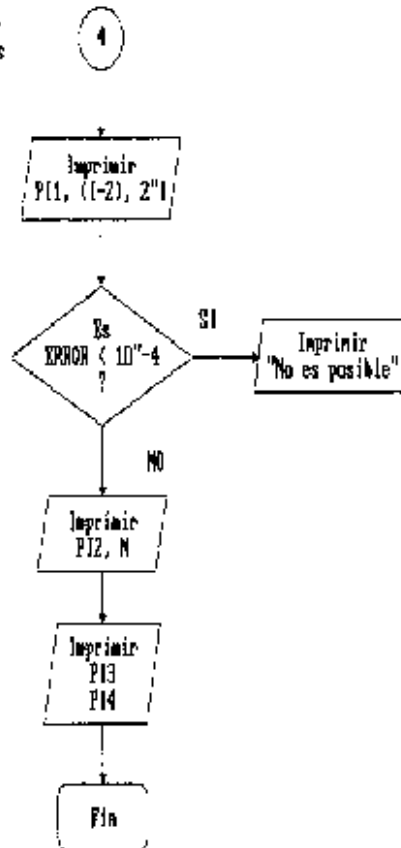 s
4
Imprimir
PI1, (I-2), 2^I
Es
ERROR < 10^-4
?
SI
Imprimir
"No es posible"
NO
Imprimir
PI2, N
Imprimir
PI3
PI4
Fin